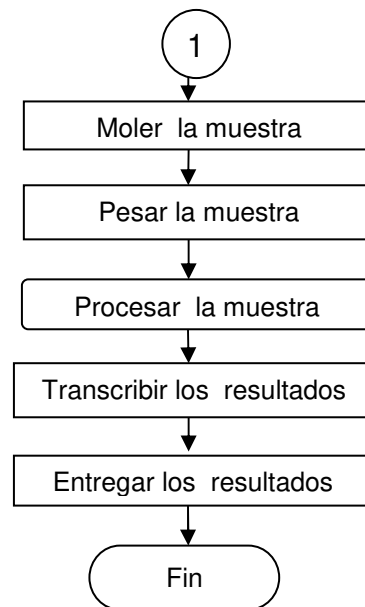 1
Moler la muestra
Pesar la muestra
Procesar la muestra
Transcribir los resultados
Entregar los resultados
Fin